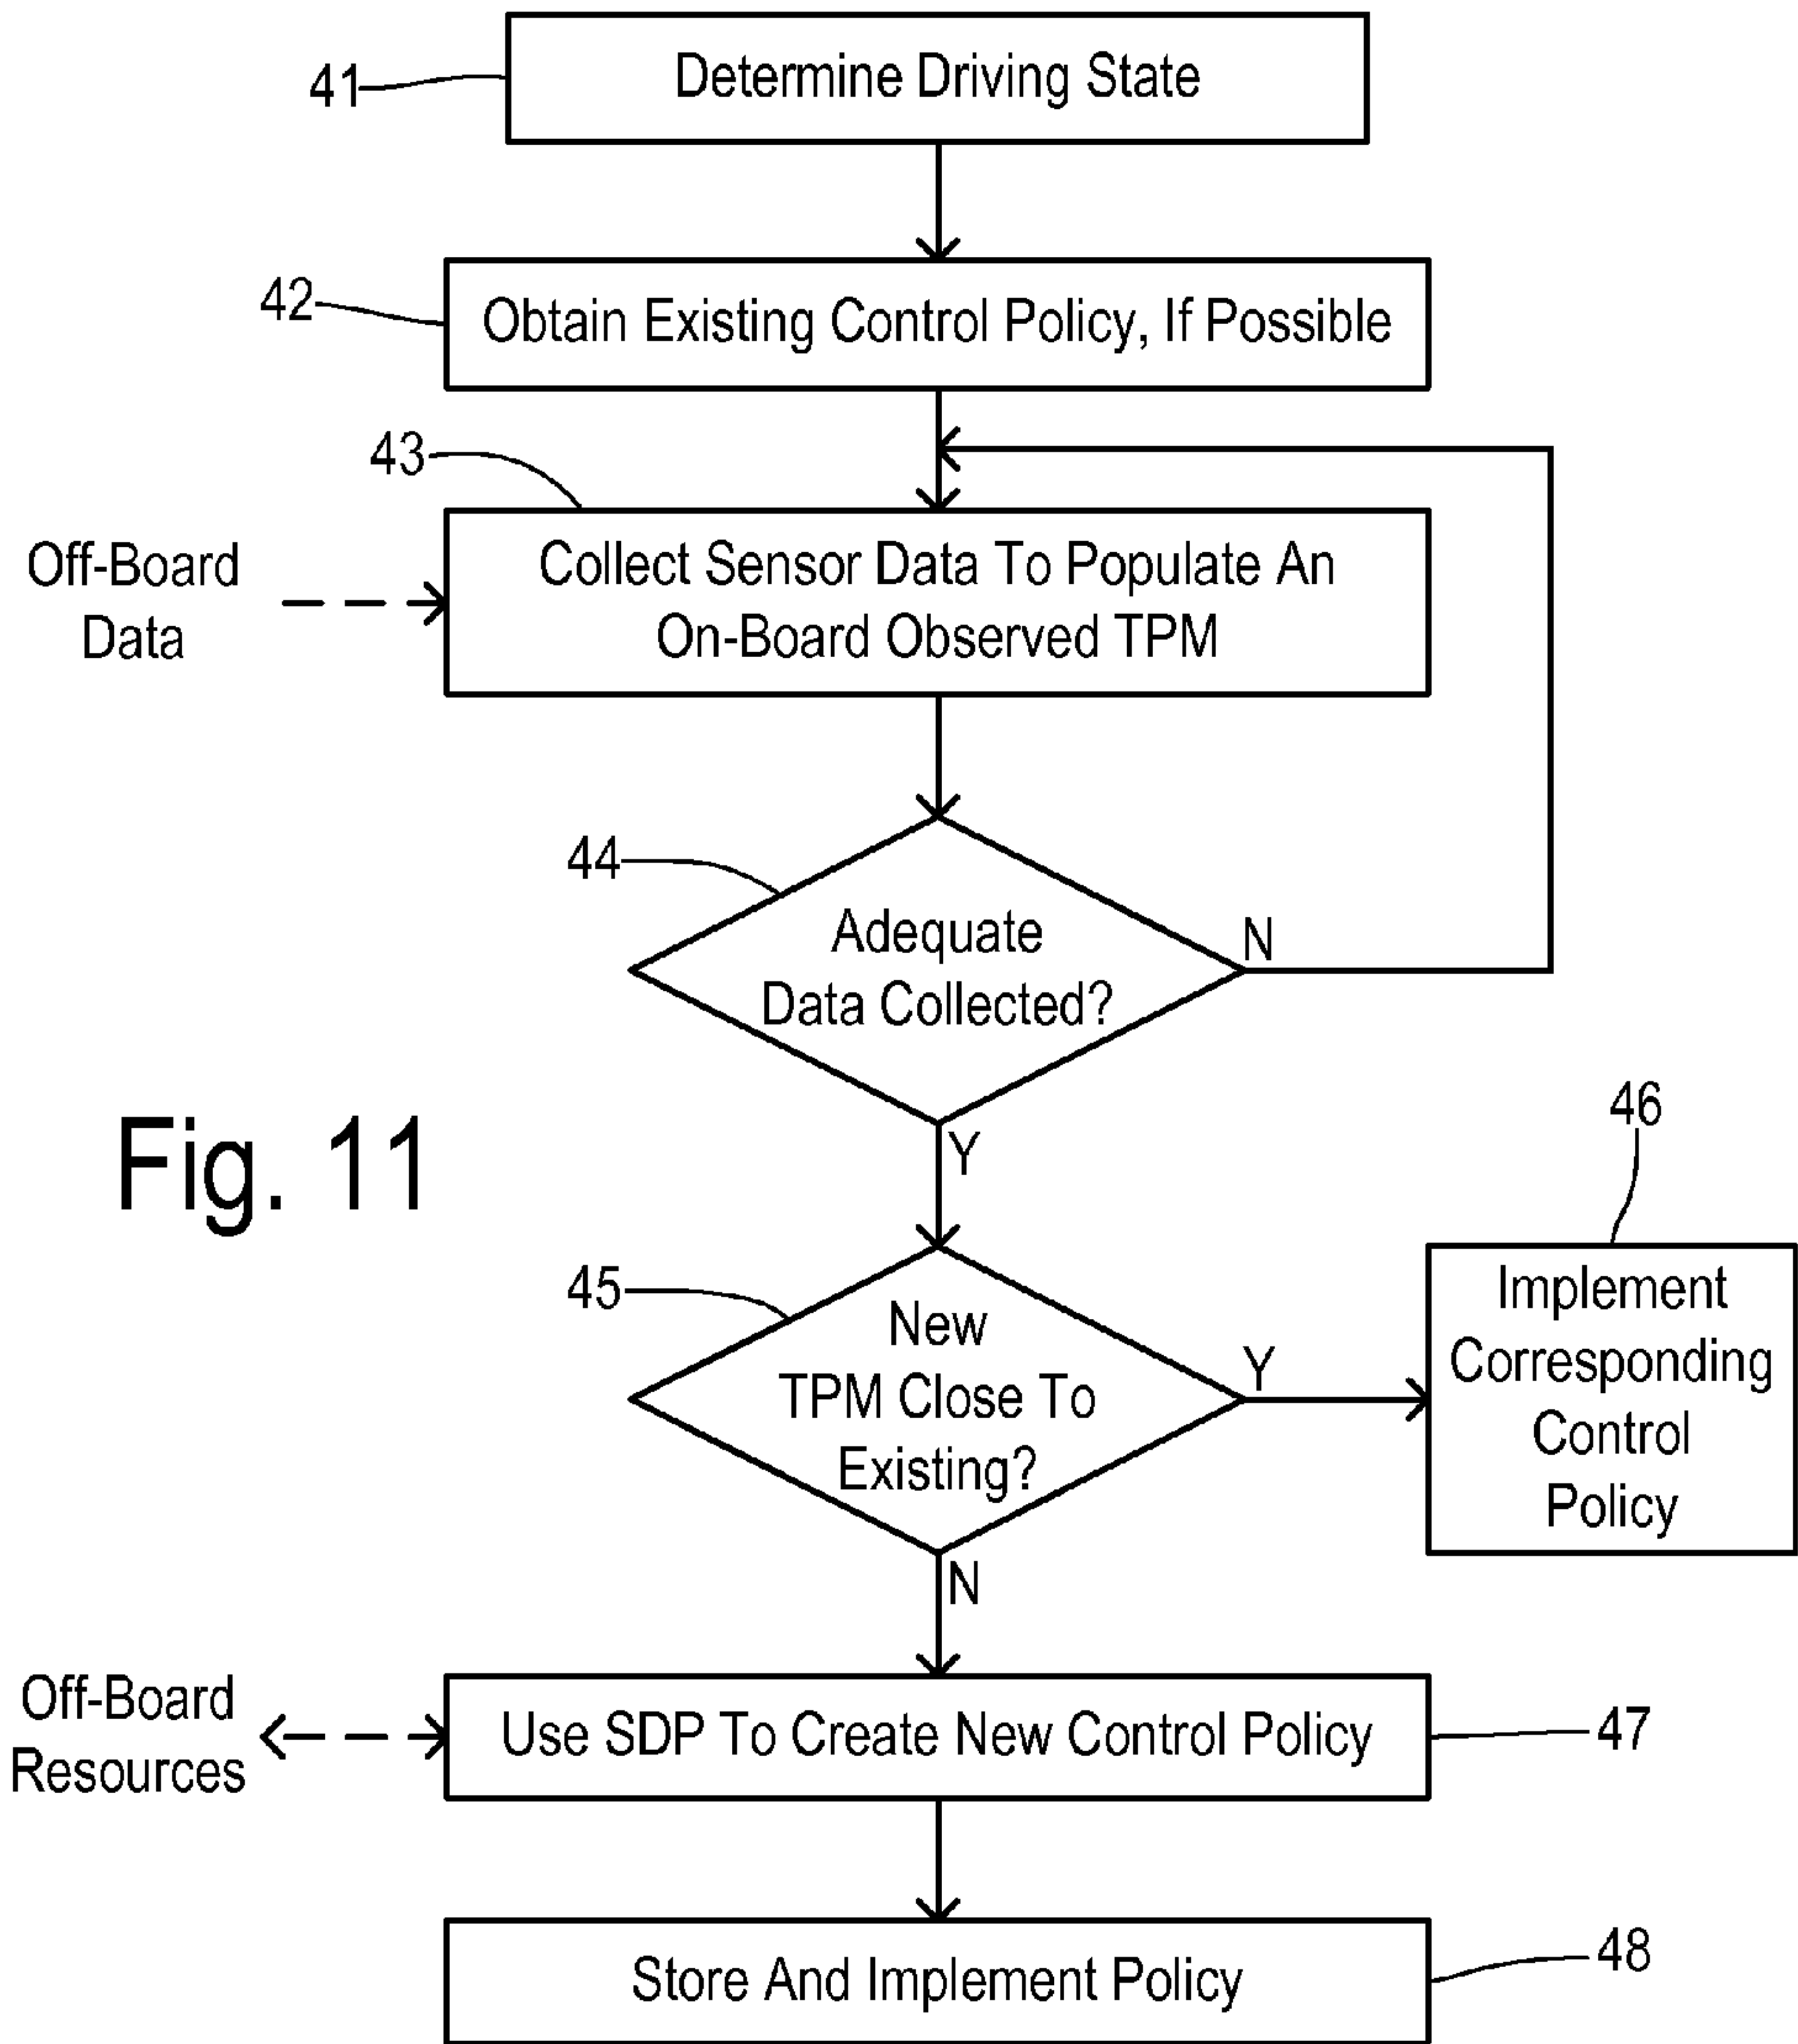 41
Determine Driving State
42
Obtain Existing Control Policy, If Possible
43
Off-Board
Data
Collect Sensor Data To Populate An
On-Board Observed TPM
44
Adequate
Data Collected?
N
Y
Fig. 11
45
New
TPM Close To
Existing?
Y
N
46
Implement
Corresponding
Control
Policy
Off-Board
Resources
Use SDP To Create New Control Policy
47
Store And Implement Policy
48